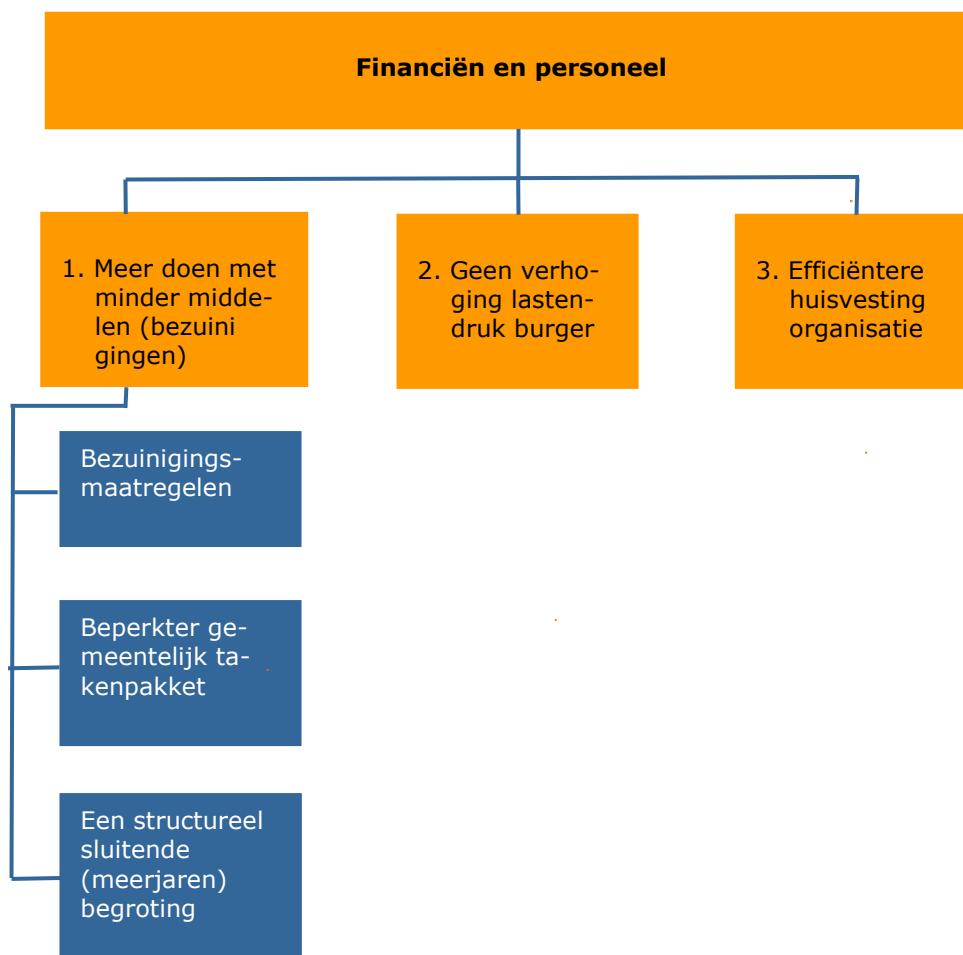 Financiën en personeel
1. Meer doen met
minder midde-
len (bezuini
gingen)
2. Geen verho-
ging lasten-
druk burger
3. Efficiëntere
huisvesting
organisatie
Bezuinigings-
maatregelen
Beperkter ge-
meentelijk ta-
kenpakket
Een structureel
sluitende
(meerjaren)
begroting